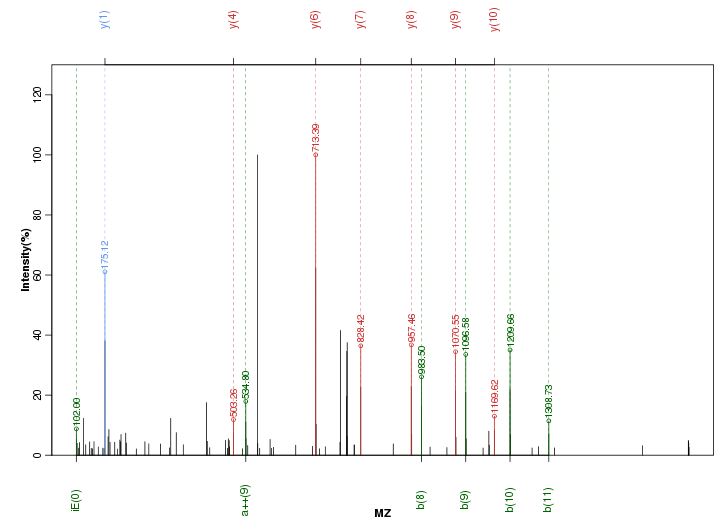 y(1) y(4) y(6) y(7) y(8) y(9) y(10)
Intensity(%)
0 20 40 60 80 100 120
102.00
175.12
503.26
534.80
713.39
828.42
957.46
983.50
1070.55
1096.58
1169.62
1209.66
1308.73
iE(0) a++(9) b(8) b(9) b(10) b(11)
MZ